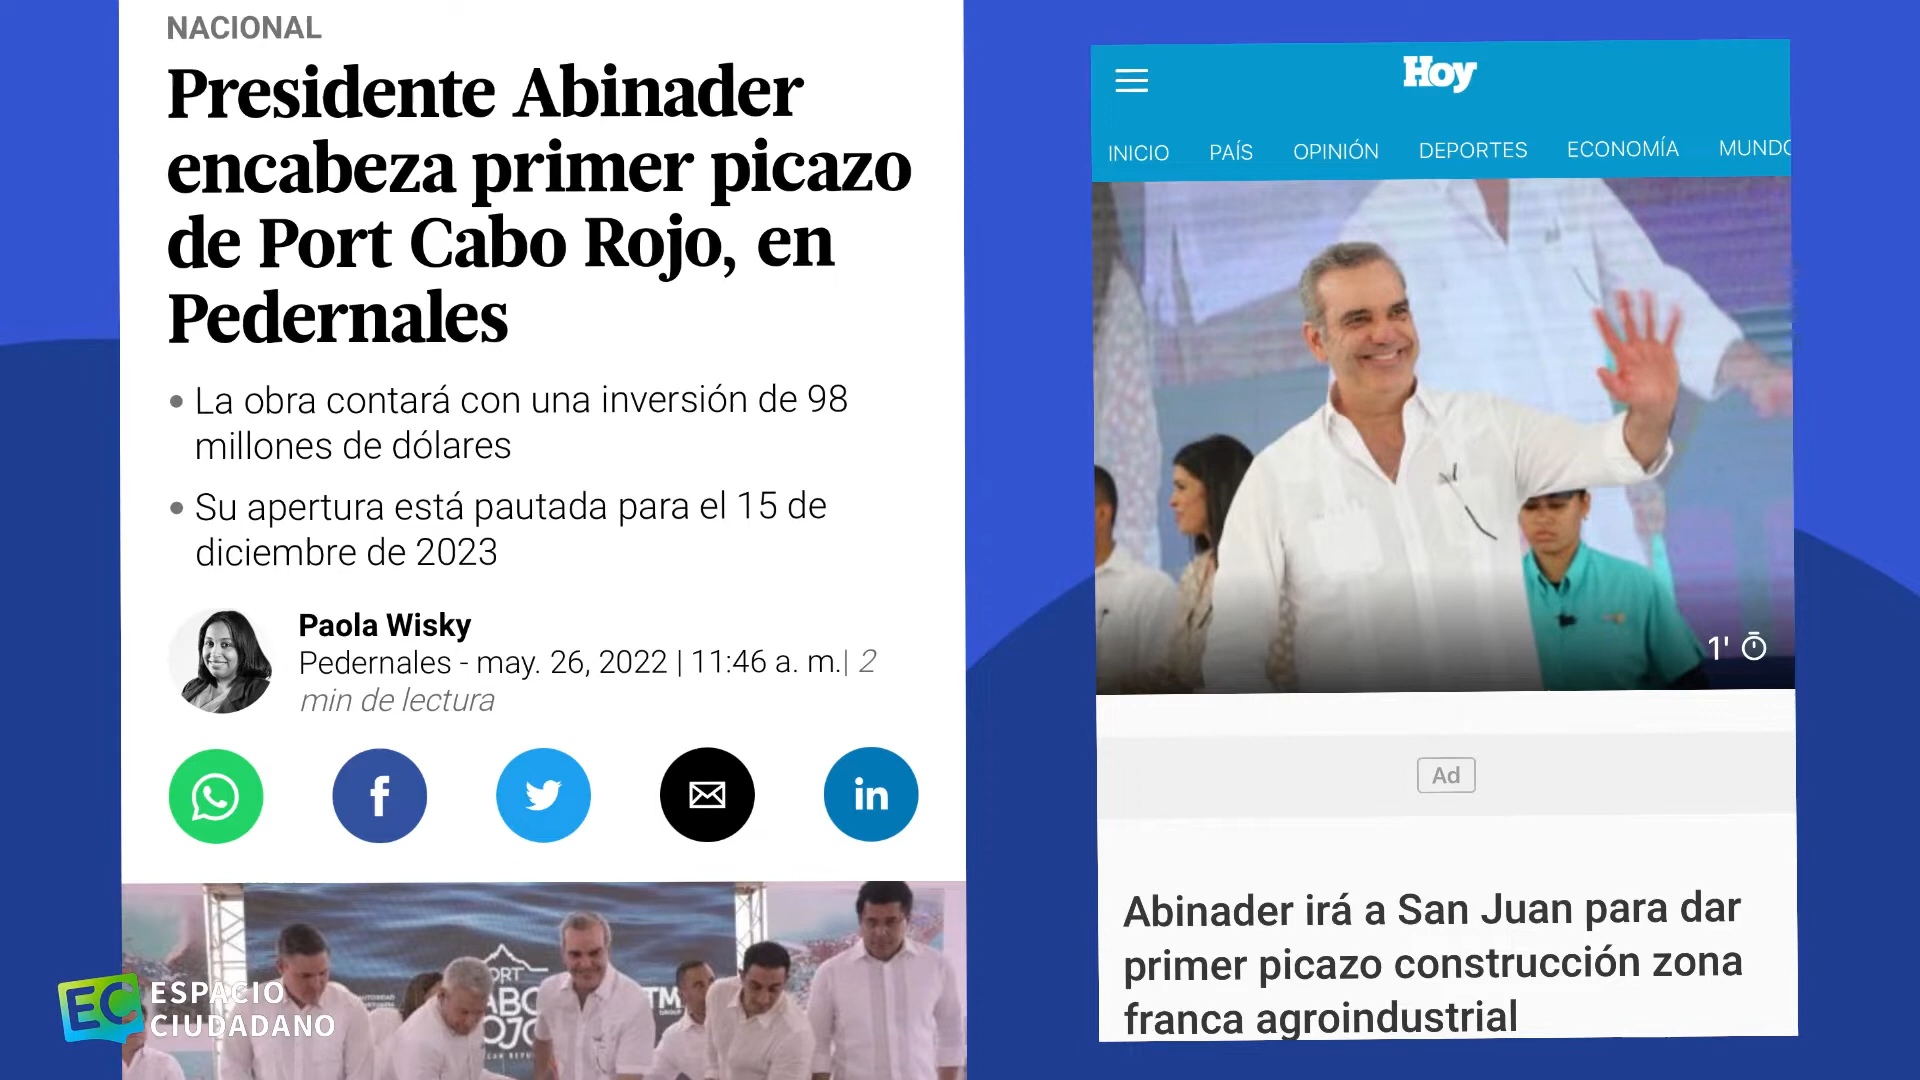 NACIONAL
Presidente Abinader
encabeza primer picazo
de Port Cabo Rojo, en
Pedernales
• La obra contará con una inversión de 98
millones de dólares
• Su apertura está pautada para el 15 de
diciembre de 2023
Paola Wisky
Pedernales - may. 26, 2022 | 11:46 a. m.| 2
min de lectura
f
in
EC ESPACIO
CIUDADANO
Hoy
INICIO PAÍS OPINIÓN DEPORTES ECONOMÍA MUNDO
1'
Ad
Abinader irá a San Juan para dar
primer picazo construcción zona
franca agroindustrial